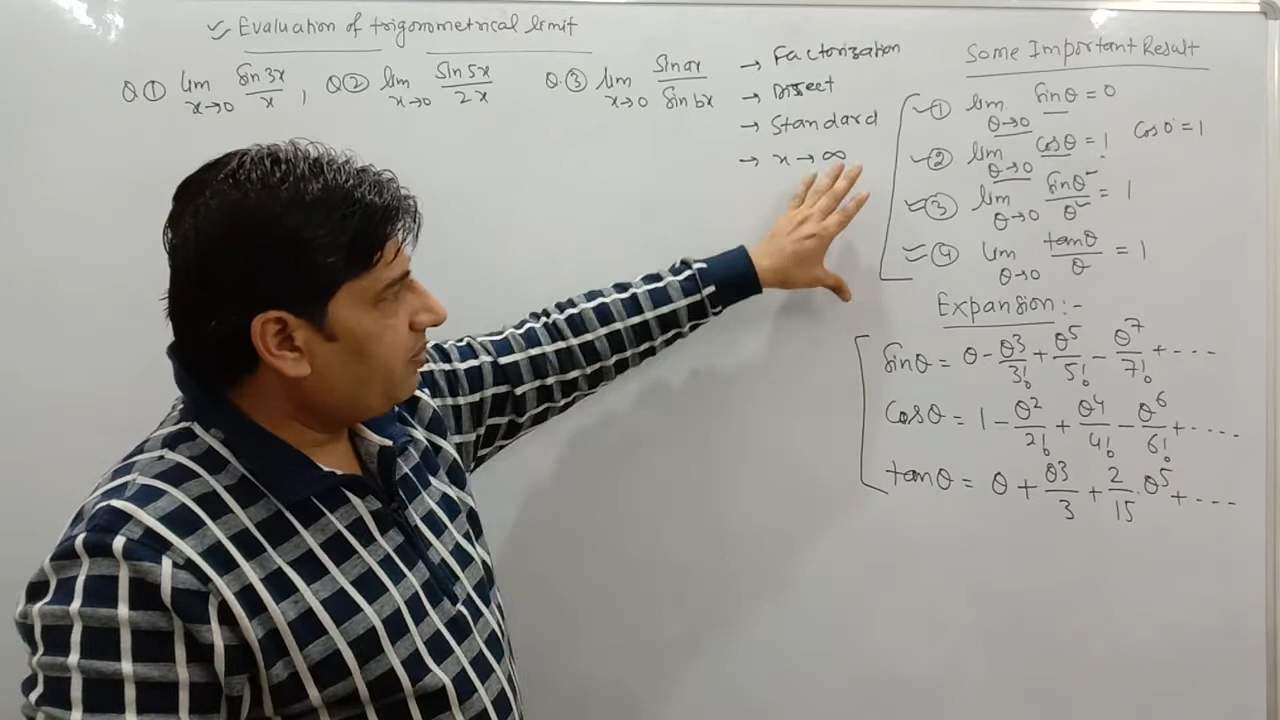 ✓ Evaluation of trigonometrical limit
Q.① lim x→0 Sin3x/x , Q② lim x→0 Sin5x/2x Q.③ lim x→0 Sinax/Sinbx
→ Factorization
→ Direct
→ Standard
→ x→∞
Some Important Result
① lim. θ→0 Sinθ = 0
② lim θ→0 cosθ = 1 Cos0° = 1
③ lim θ→0 Sinθ/θ = 1
④ lim θ→0 tanθ/θ = 1
Expansion:-
Sinθ = θ - θ3/3! + θ5/5! - θ7/7! + ----
Cosθ = 1 - θ2/2! + θ4/4! - θ6/6! + ----
tanθ = θ + θ3/3 + 2/15.θ5 + ---